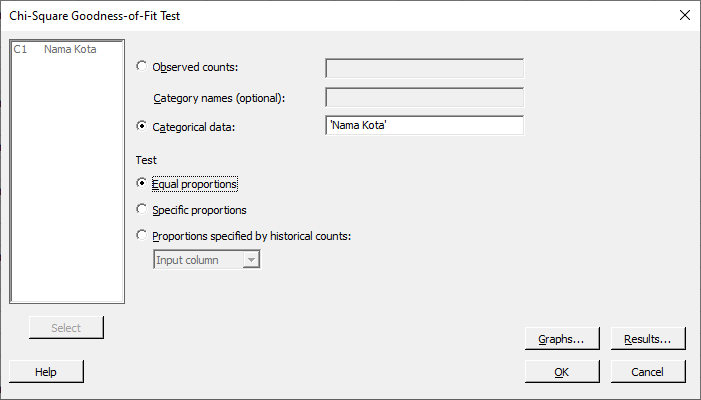 Chi-Square Goodness-of-Fit Test
C1 Nama Kota
Observed counts:
Category names (optional):
Categorical data: 'Nama Kota'
Test
Equal proportions
Specific proportions
Proportions specified by historical counts:
Input column
Select
Graphs... Results...
Help OK Cancel